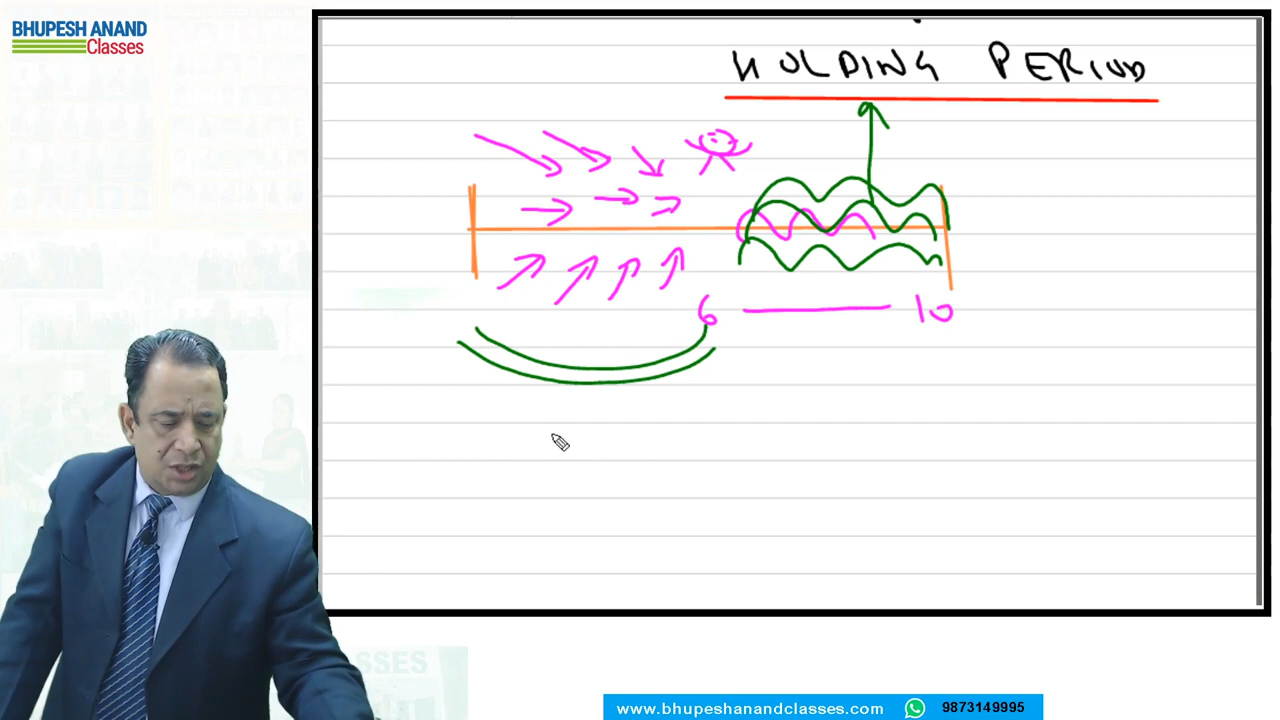 BHUPESH ANAND
Classes
HOLDING PERIOD
6 — 10
www.bhupeshanandclasses.com 9873149995